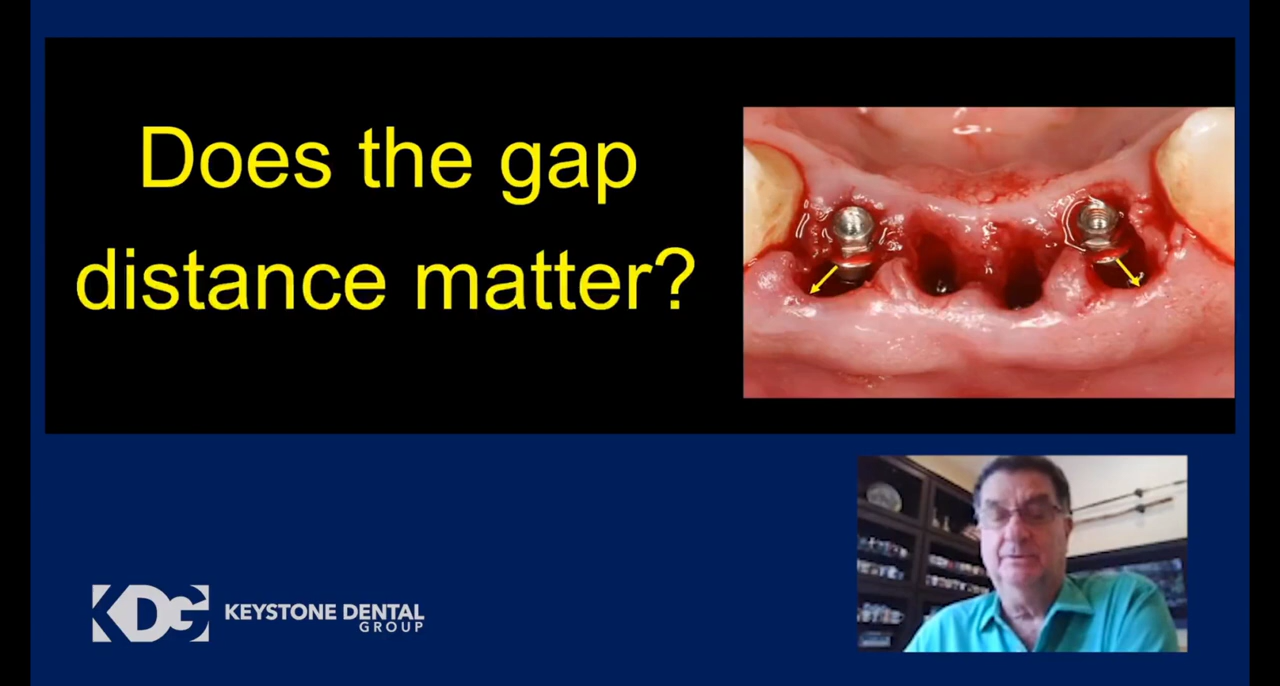 Does the gap
distance matter?
KDG KEYSTONE DENTAL
GROUP